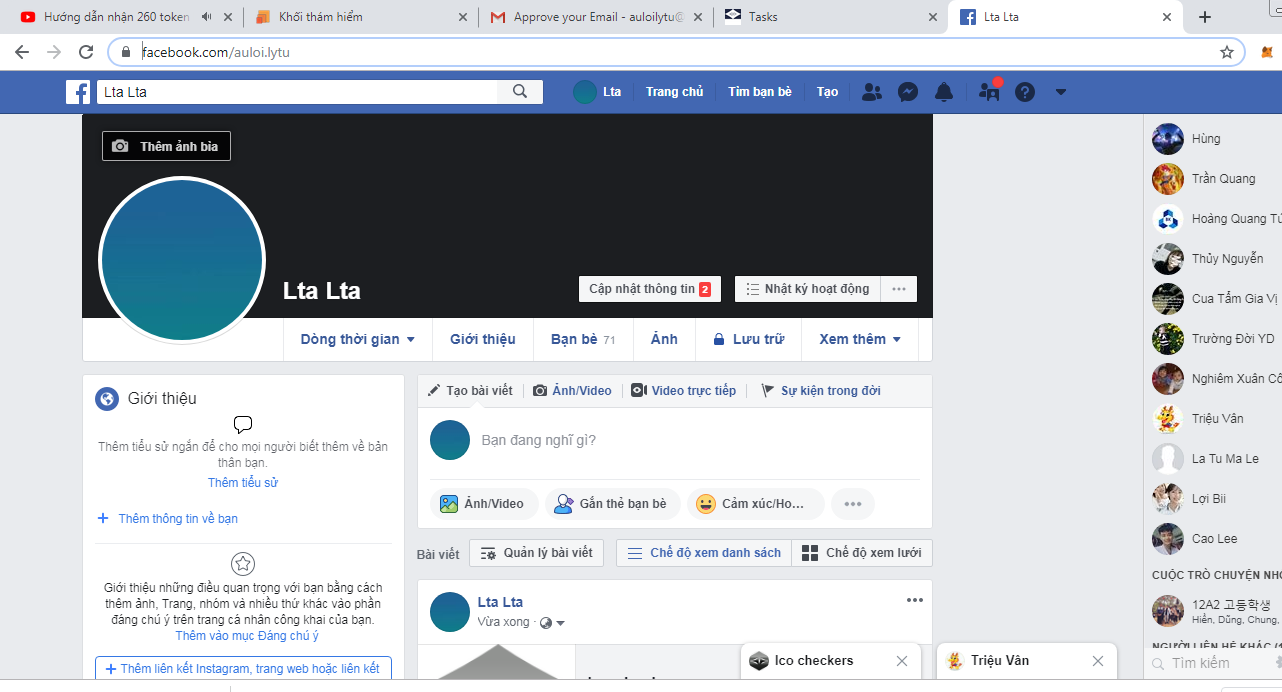 Hướng dẫn nhận 260 token
Khối thám hiểm
Approve your Email - auloilytu@
Tasks
Lta Lta
facebook.com/auloi.lytu
Lta Lta
Lta
Trang chủ
Tìm bạn bè
Tạo
Thêm ảnh bìa
Lta Lta
Cập nhật thông tin 2
Nhật ký hoạt động
Dòng thời gian
Giới thiệu
Bạn bè 71
Ảnh
Lưu trữ
Xem thêm
Giới thiệu
Thêm tiểu sử ngắn để cho mọi người biết thêm về bản
thân bạn.
Thêm tiểu sử
Thêm thông tin về bạn
Giới thiệu những điều quan trọng với bạn bằng cách
thêm ảnh, Trang, nhóm và nhiều thứ khác vào phần
đáng chú ý trên trang cá nhân công khai của bạn.
Thêm vào mục Đáng chú ý
+ Thêm liên kết Instagram, trang web hoặc liên kết
Tạo bài viết
Ảnh/Video
Video trực tiếp
Sự kiện trong đời
Bạn đang nghĩ gì?
Ảnh/Video
Gắn thẻ bạn bè
Cảm xúc/Ho...
Bài viết
Quản lý bài viết
Chế độ xem danh sách
Chế độ xem lưới
Lta Lta
Vừa xong ·
Hùng
Trần Quang
Hoàng Quang Tú
Thủy Nguyễn
Cua Tẩm Gia Vị
Trường Đời YD
Nghiêm Xuân Cô
Triệu Vân
La Tu Ma Le
Lợi Bii
Cao Lee
CUỘC TRÒ CHUYỆN NHÓ
12A2 고등학생
Hiền, Dũng, Chung,
NGƯỜI LIÊN HỆ KHÁC (1
Tìm kiếm
Ico checkers
Triệu Vân